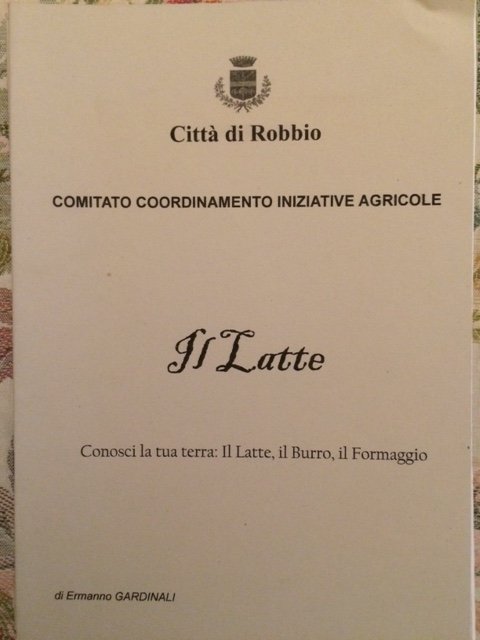 Città di Robbio
COMITATO COORDINAMENTO INIZIATIVE AGRICOLE
Il Latte
Conosci la tua terra: Il Latte, il Burro, il Formaggio
di Ermanno GARDINALI